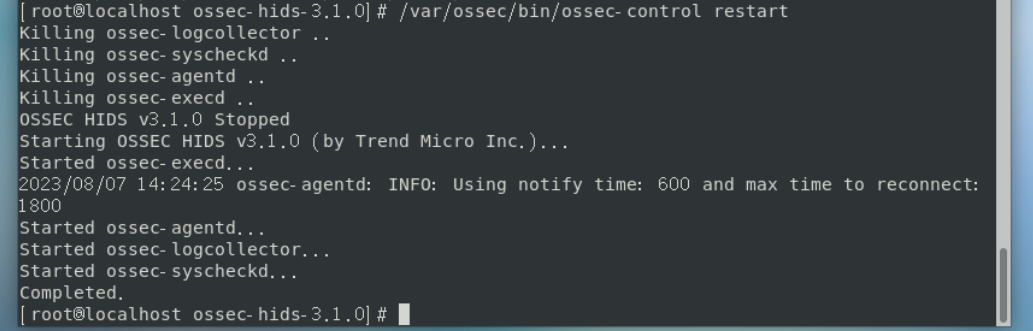 [root@localhost ossec-hids-3.1.0]# /var/ossec/bin/ossec-control restart
Killing ossec-logcollector ..
Killing ossec-syscheckd ..
Killing ossec-agentd ..
Killing ossec-execd ..
OSSEC HIDS v3.1.0 Stopped
Starting OSSEC HIDS v3.1.0 (by Trend Micro Inc.)...
Started ossec-execd...
2023/08/07 14:24:25 ossec-agentd: INFO: Using notify time: 600 and max time to reconnect:
1800
Started ossec-agentd...
Started ossec-logcollector...
Started ossec-syscheckd...
Completed.
[root@localhost ossec-hids-3.1.0]#